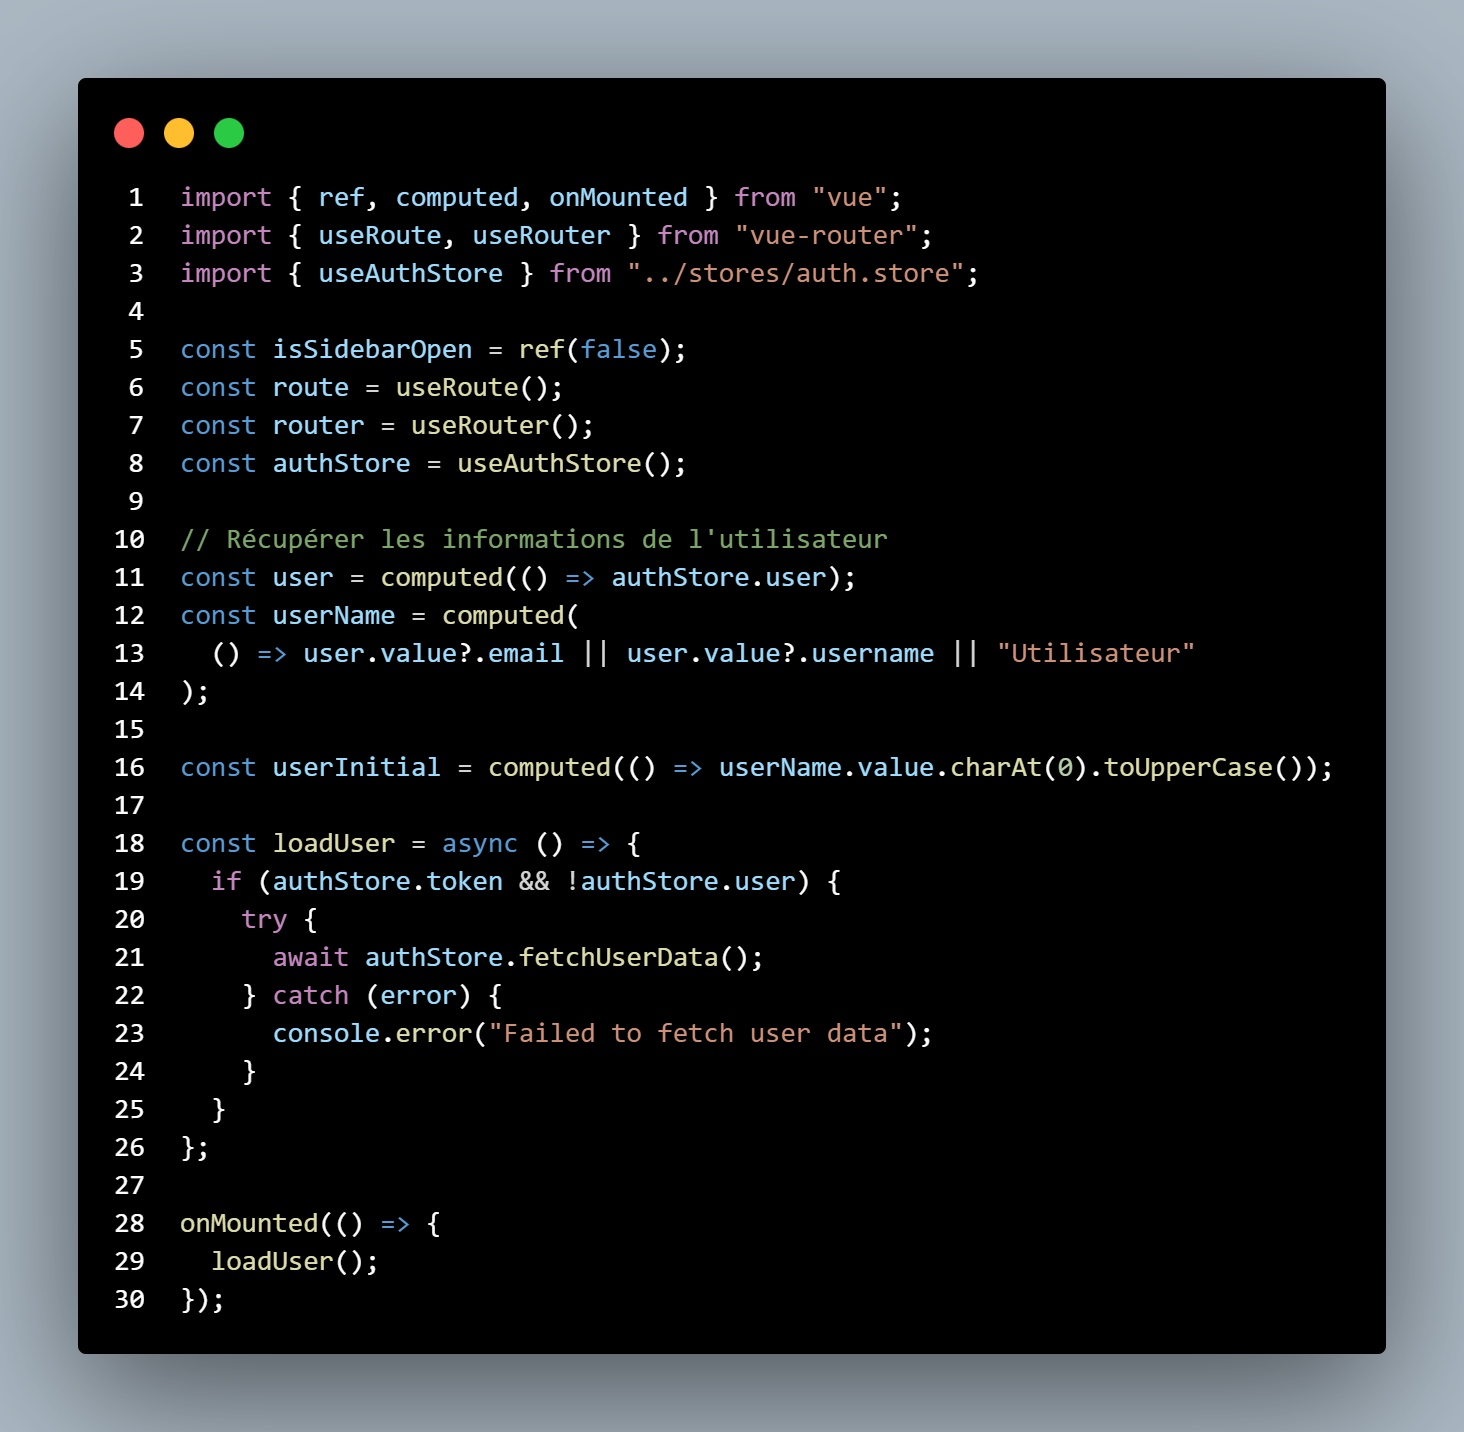 1 import { ref, computed, onMounted } from "vue";
2 import { useRoute, useRouter } from "vue-router";
3 import { useAuthStore } from "../stores/auth.store";
4
5 const isSidebarOpen = ref(false);
6 const route = useRoute();
7 const router = useRouter();
8 const authStore = useAuthStore();
9
10 // Récupérer les informations de l'utilisateur
11 const user = computed(() => authStore.user);
12 const userName = computed(
13   () => user.value?.email || user.value?.username || "Utilisateur"
14 );
15
16 const userInitial = computed(() => userName.value.charAt(0).toUpperCase());
17
18 const loadUser = async () => {
19   if (authStore.token && !authStore.user) {
20     try {
21       await authStore.fetchUserData();
22     } catch (error) {
23       console.error("Failed to fetch user data");
24     }
25   }
26 };
27
28 onMounted(() => {
29   loadUser();
30 });